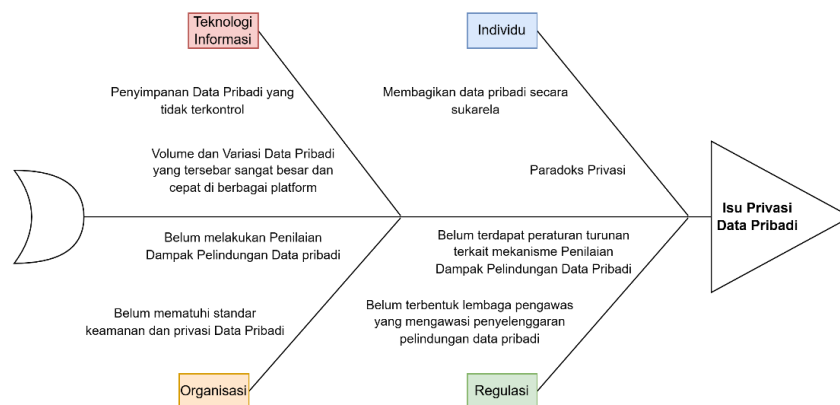 Teknologi
Informasi
Individu
Penyimpanan Data Pribadi yang
tidak terkontrol
Membagikan data pribadi secara
sukarela
Volume dan Variasi Data Pribadi
yang tersebar sangat besar dan
cepat di berbagai platform
Paradoks Privasi
Isu Privasi
Data Pribadi
Belum melakukan Penilaian
Dampak Pelindungan Data pribadi
Belum terdapat peraturan turunan
terkait mekanisme Penilaian
Dampak Pelindungan Data Pribadi
Belum mematuhi standar
keamanan dan privasi Data Pribadi
Belum terbentuk lembaga pengawas
yang mengawasi penyelenggaran
pelindungan data pribadi
Organisasi
Regulasi